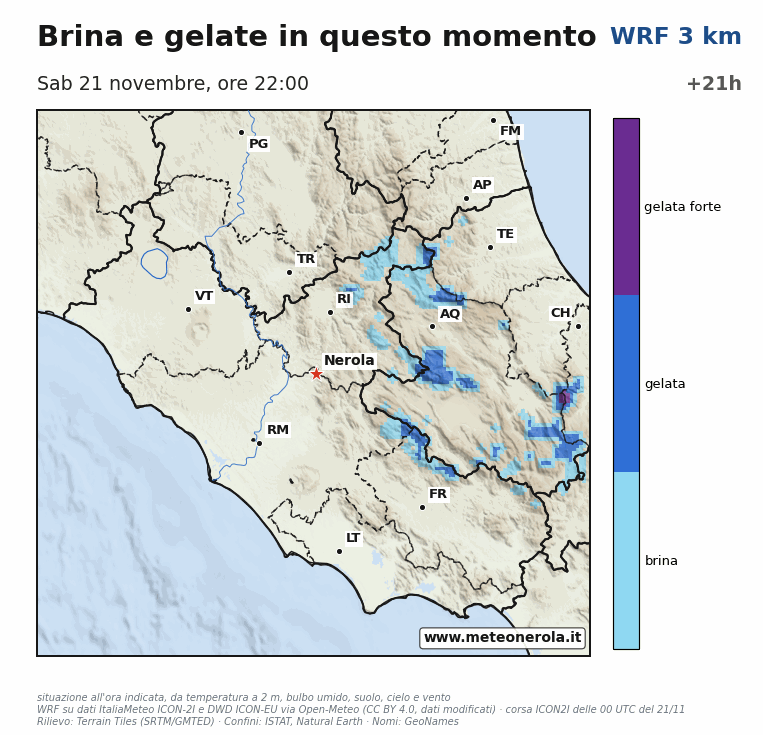 Brina e gelate in questo momento WRF 3 km
Sab 21 novembre, ore 22:00 +21h
FM
PG
AP
TE
TR
VT
RI
AQ
CH
Nerola
RM
FR
LT
www.meteonerola.it
gelata forte
gelata
brina
situazione all'ora indicata, da temperatura a 2 m, bulbo umido, suolo, cielo e vento
WRF su dati ItaliaMeteo ICON-2I e DWD ICON-EU via Open-Meteo (CC BY 4.0, dati modificati) · corsa ICON2I delle 00 UTC del 21/11
Rilievo: Terrain Tiles (SRTM/GMTED) · Confini: ISTAT, Natural Earth · Nomi: GeoNames